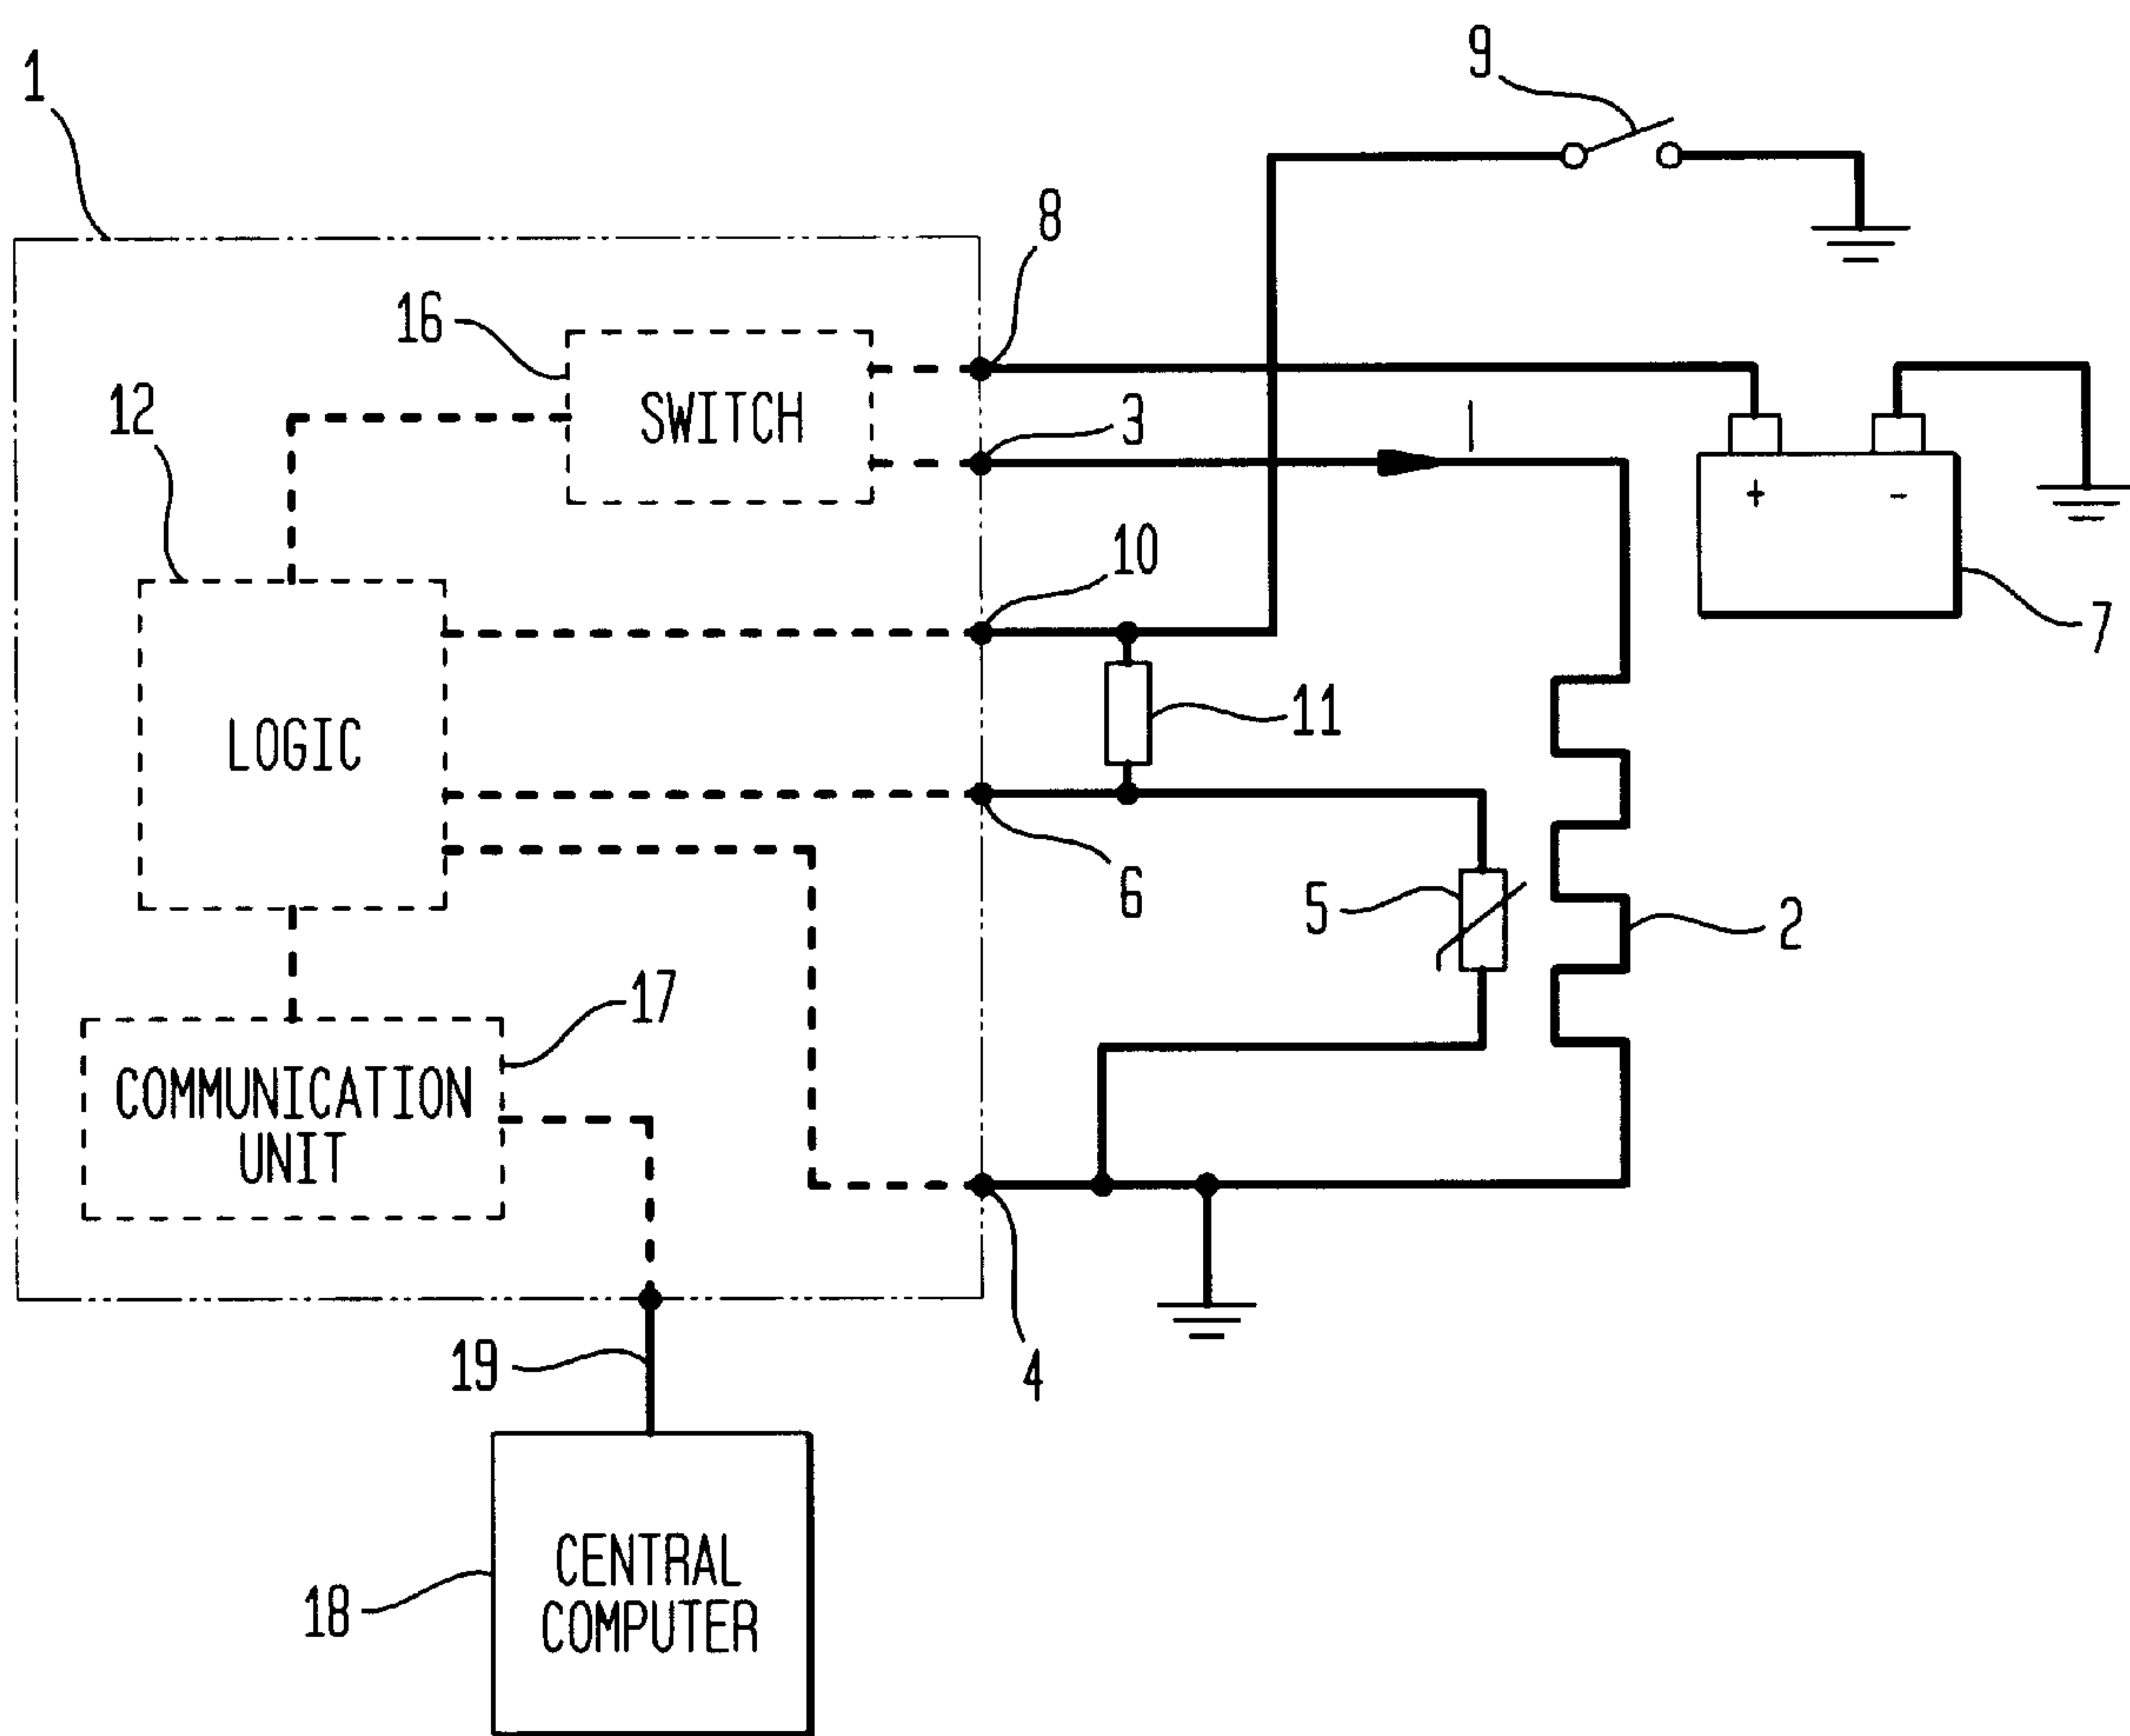 9
1
8
16
SWITCH
12
3
I
+ -
10
7
LOGIC
11
6
5
2
17
COMMUNICATION
UNIT
19
4
CENTRAL
COMPUTER
18